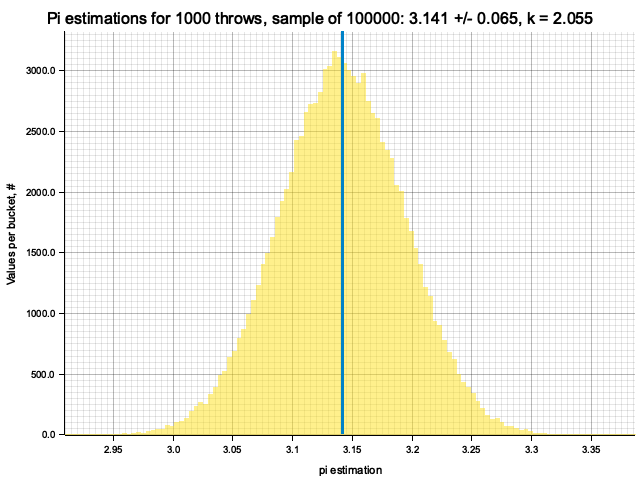 Pi estimations for 1000 throws, sample of 100000: 3.141 +/- 0.065, k = 2.055
3000.0
2500.0
2000.0
1500.0
1000.0
500.0
0.0
Values per bucket, #
2.95 3.0 3.05 3.1 3.15 3.2 3.25 3.3 3.35
pi estimation